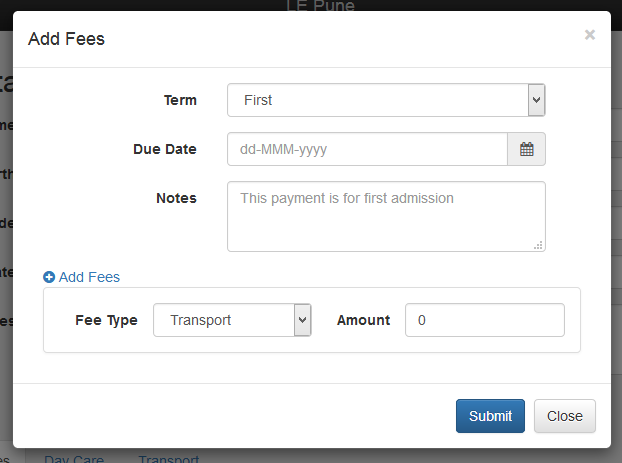 LE Pune
Add Fees ×
Term First
Due Date dd-MMM-yyyy
Notes This payment is for first admission
Add Fees
Fee Type Transport Amount 0
Submit Close
Day Care Transport